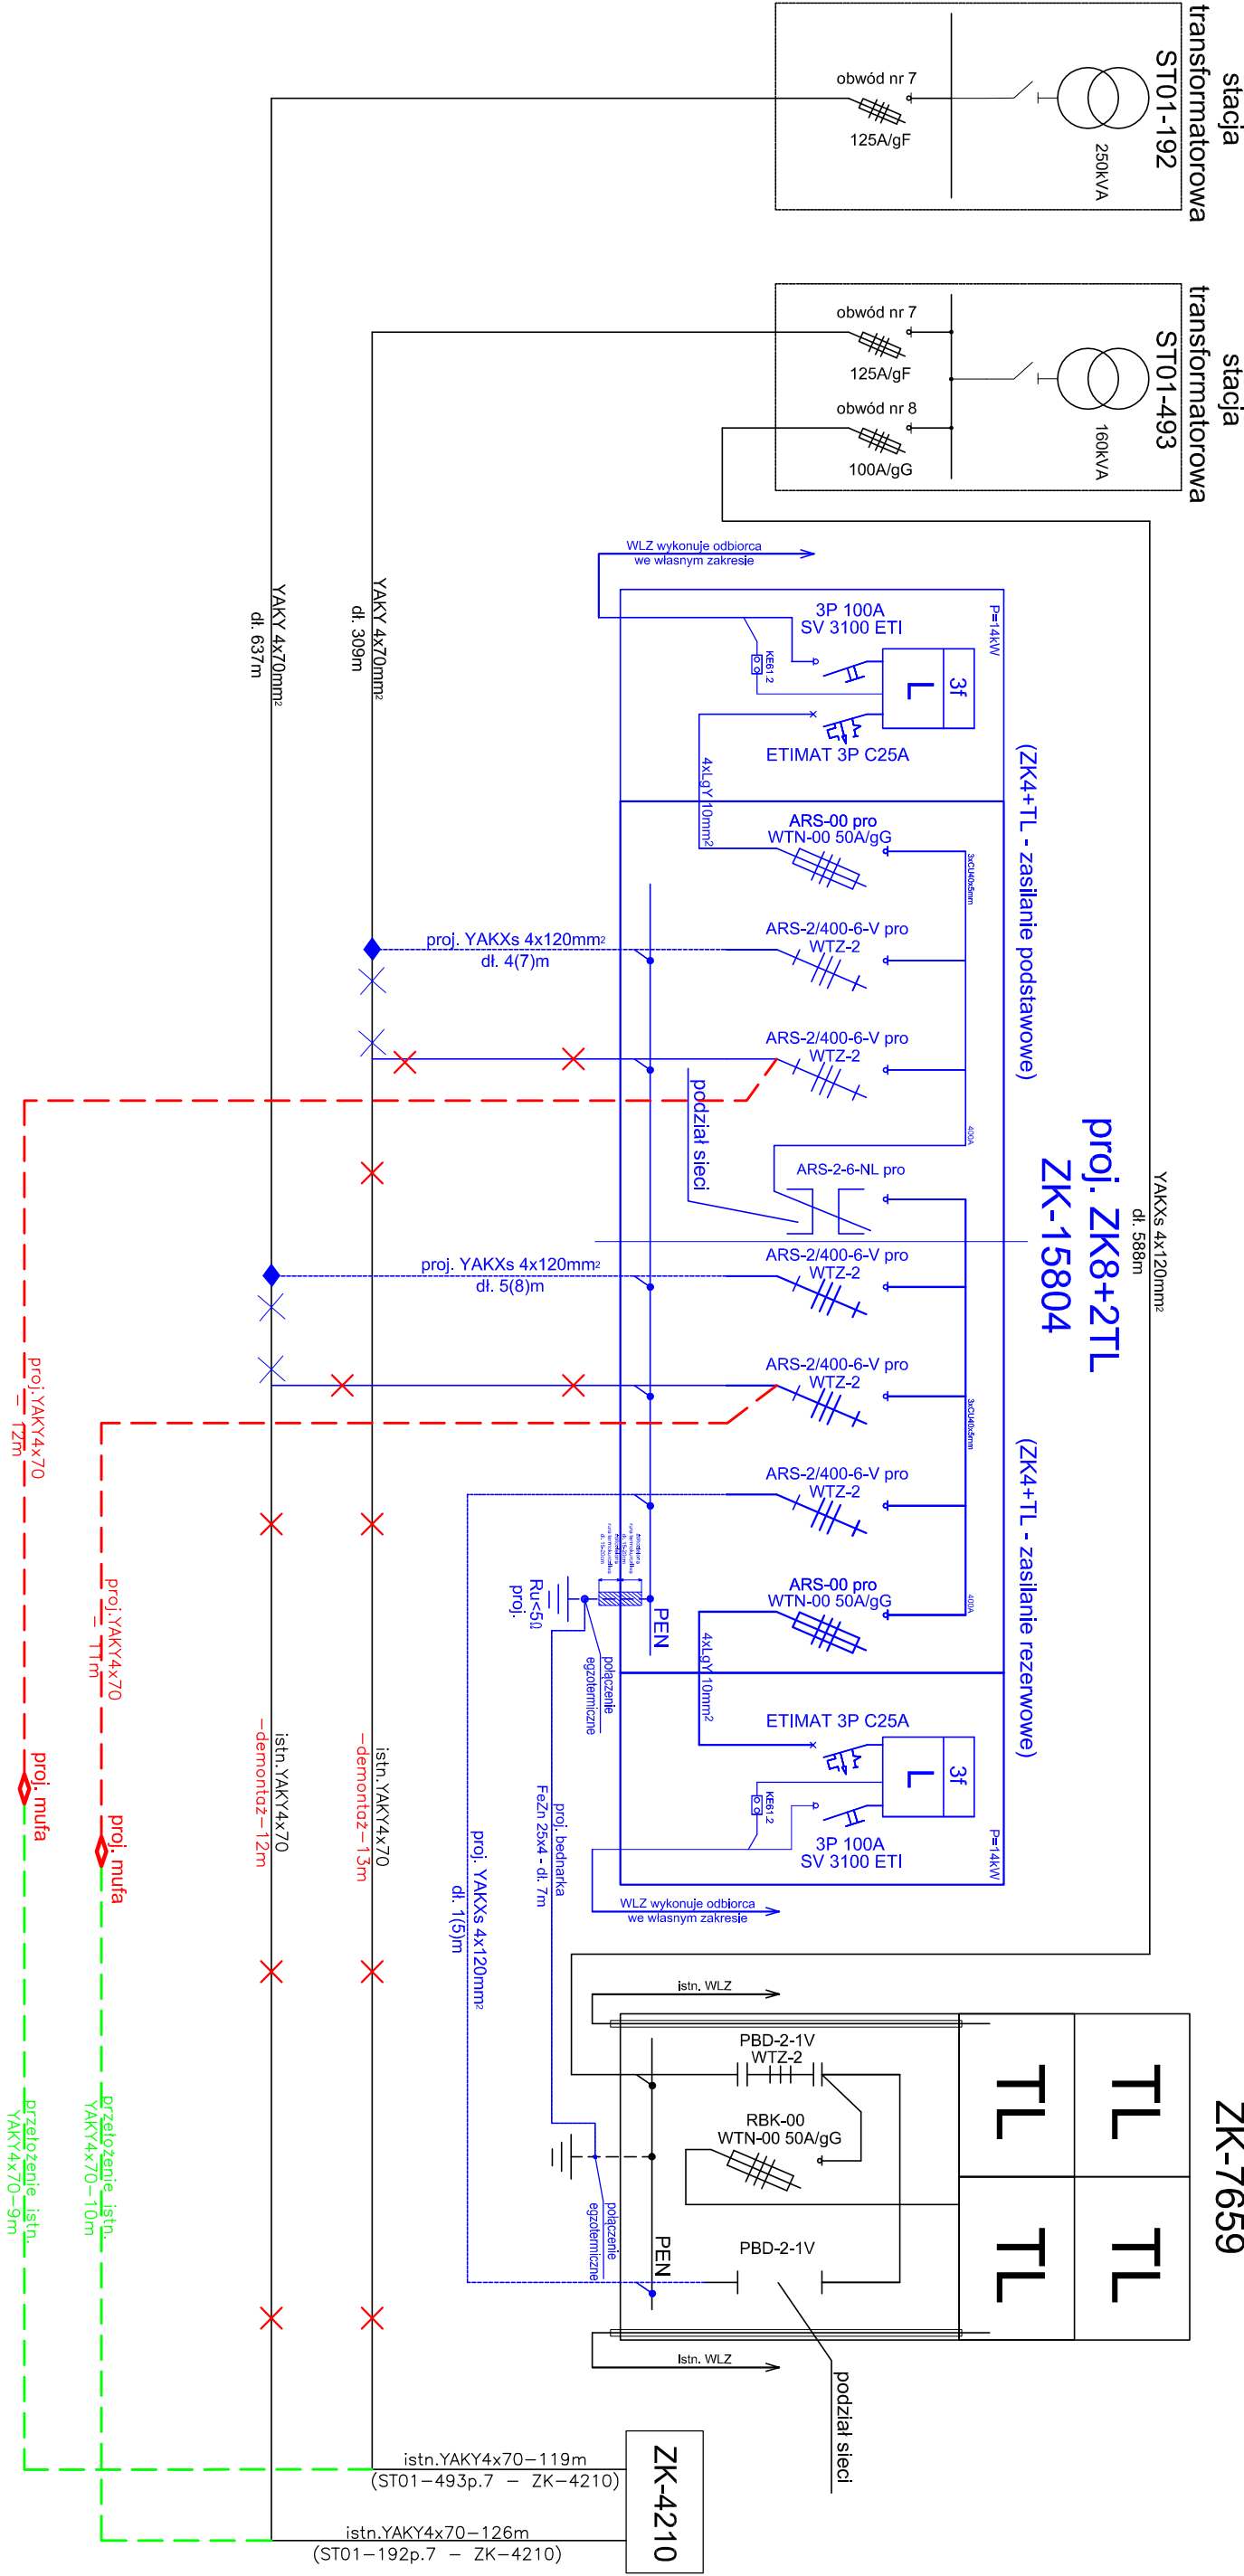 stacja
transformatorowa
ST01-192
250kVA
obwód nr 7
125A/gF
stacja
transformatorowa
ST01-493
160kVA
obwód nr 7
125A/gF
obwód nr 8
100A/gG
YAKY 4x70mm²
dł. 637m
YAKY 4x70mm²
dł. 309m
YAKXs 4x120mm²
dł. 588m
proj. ZK8+2TL
ZK-15804
(ZK4+TL - zasilanie podstawowe)
(ZK4+TL - zasilanie rezerwowe)
WLZ wykonuje odbiorca
we własnym zakresie
P=14kW
3P 100A
SV 3100 ETI
KE61.2
3f
L
ETIMAT 3P C25A
4xLgY 10mm²
ARS-00 pro
WTN-00 50A/gG
3xCU40x5mm
ARS-2/400-6-V pro
WTZ-2
proj. YAKXs 4x120mm²
dł. 4(7)m
ARS-2/400-6-V pro
WTZ-2
400A
podział sieci
ARS-2-6-NL pro
ARS-2/400-6-V pro
WTZ-2
proj. YAKXs 4x120mm²
dł. 5(8)m
ARS-2/400-6-V pro
WTZ-2
3xCU40x5mm
ARS-2/400-6-V pro
WTZ-2
ARS-00 pro
WTN-00 50A/gG
400A
PEN
Ru<5Ω
proj.
połączenie
egzotermiczne
4xLgY 10mm²
ETIMAT 3P C25A
3f
L
KE61.2
3P 100A
SV 3100 ETI
P=14kW
WLZ wykonuje odbiorca
we własnym zakresie
proj. bednarka
FeZn 25x4 - dł. 7m
proj. YAKXs 4x120mm²
dł. 1(5)m
proj.YAKY4x70
- 12m
proj.YAKY4x70
- 11m
proj. mufa
proj. mufa
istn.YAKY4x70
-demontaż-13m
istn.YAKY4x70
-demontaż-12m
przełożenie istn.
YAKY4x70-9m
przełożenie istn.
YAKY4x70-10m
ZK-7659
TL
TL
TL
TL
istn. WLZ
PBD-2-1V
WTZ-2
RBK-00
WTN-00 50A/gG
połączenie
egzotermiczne
PEN
PBD-2-1V
istn. WLZ
podział sieci
ZK-4210
istn.YAKY4x70-119m
(ST01-493p.7 - ZK-4210)
istn.YAKY4x70-126m
(ST01-192p.7 - ZK-4210)